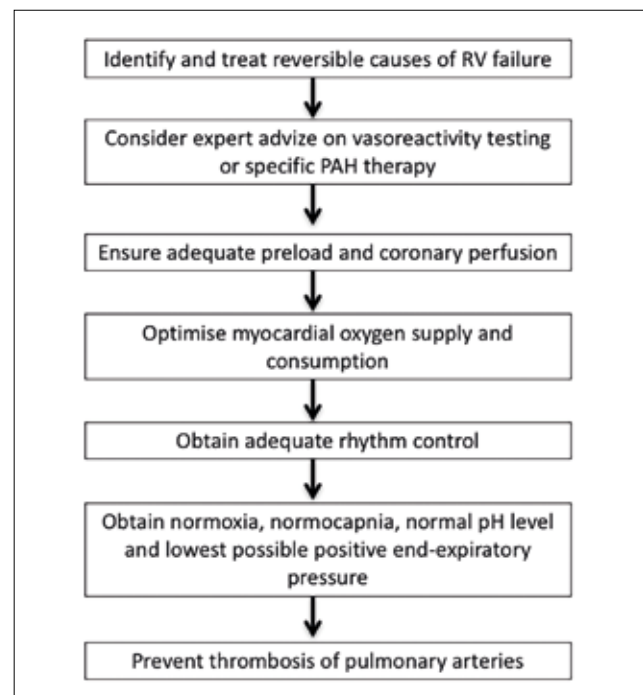 Identify and treat reversible causes of RV failure
Consider expert advize on vasoreactivity testing
or specific PAH therapy
Ensure adequate preload and coronary perfusion
Optimise myocardial oxygen supply and
consumption
Obtain adequate rhythm control
Obtain normoxia, normocapnia, normal pH level
and lowest possible positive end-expiratory
pressure
Prevent thrombosis of pulmonary arteries